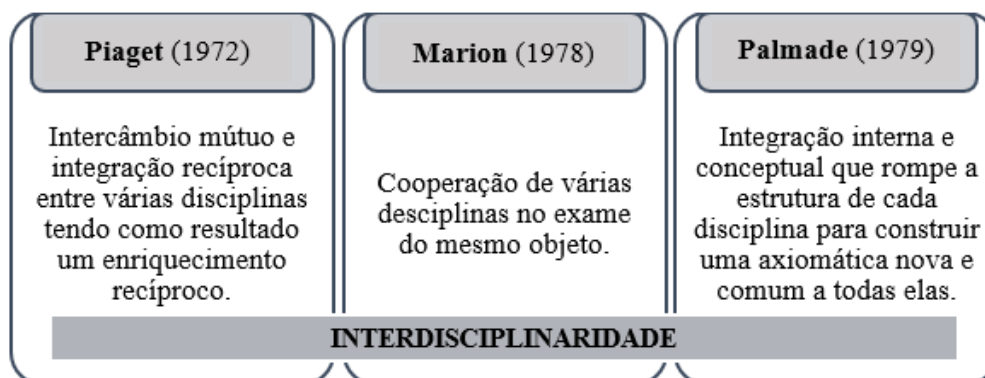 Piaget (1972)
Intercâmbio mútuo e
integração recíproca
entre várias disciplinas
tendo como resultado
um enriquecimento
recíproco.
Marion (1978)
Cooperação de várias
desciplinas no exame
do mesmo objeto.
Palmade (1979)
Integração interna e
conceptual que rompe a
estrutura de cada
disciplina para construir
uma axiomática nova e
comum a todas elas.
INTERDISCIPLINARIDADE